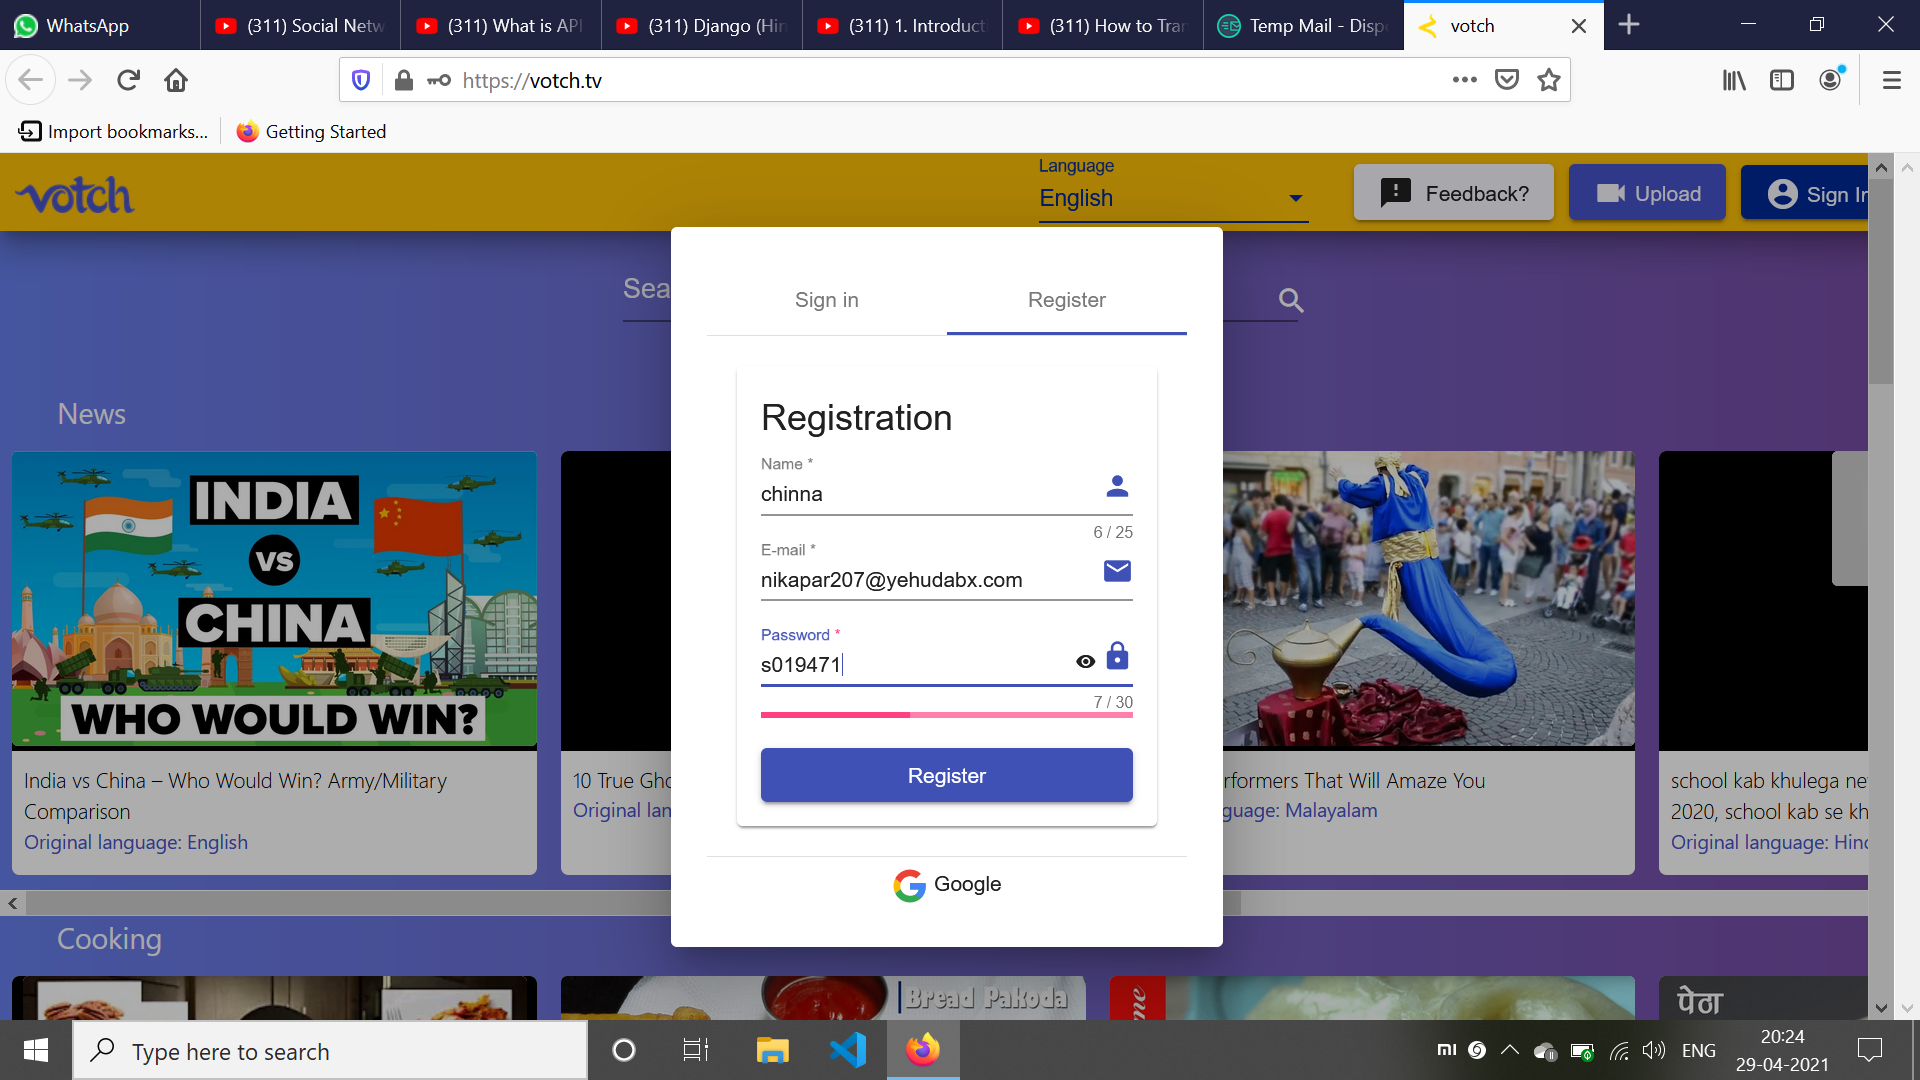 WhatsApp
(311) Social Netw
(311) What is API
(311) Django (Hin
(311) 1. Introduct
(311) How to Tran
Temp Mail - Dispo
votch
https://votch.tv
Import bookmarks...
Getting Started
votch
Language
English
Feedback?
Upload
Sign In
Sea
Sign in
Register
Registration
Name *
chinna
6 / 25
E-mail *
nikapar207@yehudabx.com
Password *
s019471
7 / 30
Register
Google
News
INDIA
VS
CHINA
WHO WOULD WIN?
India vs China – Who Would Win? Army/Military
Comparison
Original language: English
10 True Gho
Original lan
rformers That Will Amaze You
guage: Malayalam
school kab khulega ne
2020, school kab se kh
Original language: Hind
Cooking
Bread Pakoda
me
पेठा
Type here to search
MI
ENG
20:24
29-04-2021